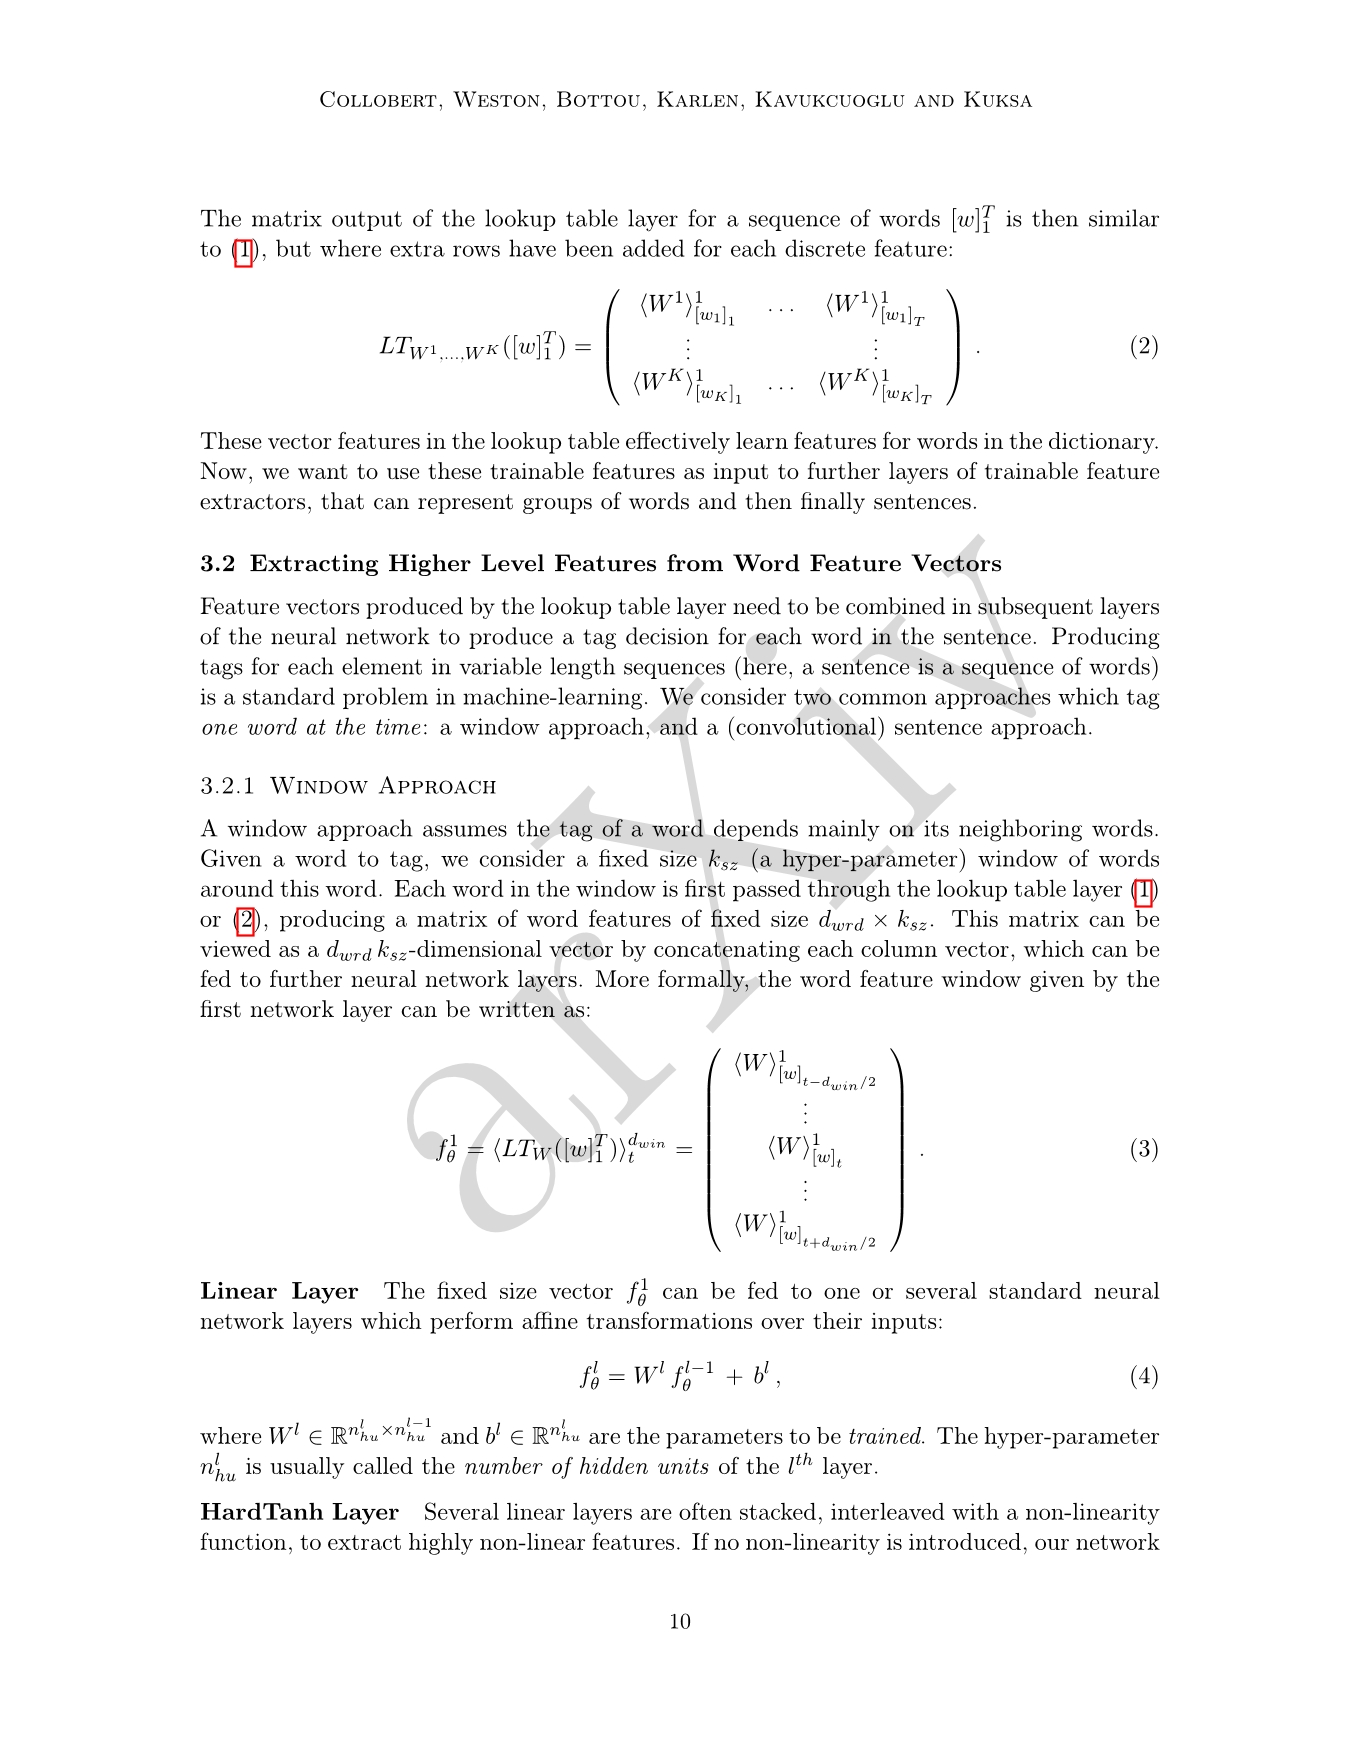 COLLOBERT, WESTON, BOTTOU, KARLEN, KAVUKCUOGLU AND KUKSA
The matrix output of the lookup table layer for a sequence of words $[w]_1^T$ is then similar
to (1), but where extra rows have been added for each discrete feature:
$LT_{W^1,\ldots,W^K}([w]_1^T) = \begin{pmatrix} \langle W^1 \rangle^1_{[w_1]_1} & \ldots & \langle W^1 \rangle^1_{[w_1]_T} \\ \vdots & & \vdots \\ \langle W^K \rangle^1_{[w_K]_1} & \ldots & \langle W^K \rangle^1_{[w_K]_T} \end{pmatrix} .$ (2)
These vector features in the lookup table effectively learn features for words in the dictionary.
Now, we want to use these trainable features as input to further layers of trainable feature
extractors, that can represent groups of words and then finally sentences.
3.2 Extracting Higher Level Features from Word Feature Vectors
Feature vectors produced by the lookup table layer need to be combined in subsequent layers
of the neural network to produce a tag decision for each word in the sentence. Producing
tags for each element in variable length sequences (here, a sentence is a sequence of words)
is a standard problem in machine-learning. We consider two common approaches which tag
one word at the time: a window approach, and a (convolutional) sentence approach.
3.2.1 WINDOW APPROACH
A window approach assumes the tag of a word depends mainly on its neighboring words.
Given a word to tag, we consider a fixed size $k_{sz}$ (a hyper-parameter) window of words
around this word. Each word in the window is first passed through the lookup table layer (1)
or (2), producing a matrix of word features of fixed size $d_{wrd} \times k_{sz}$. This matrix can be
viewed as a $d_{wrd}\, k_{sz}$-dimensional vector by concatenating each column vector, which can be
fed to further neural network layers. More formally, the word feature window given by the
first network layer can be written as:
$f_\theta^1 = \langle LT_W([w]_1^T) \rangle_t^{d_{win}} = \begin{pmatrix} \langle W \rangle^1_{[w]_{t-d_{win}/2}} \\ \vdots \\ \langle W \rangle^1_{[w]_t} \\ \vdots \\ \langle W \rangle^1_{[w]_{t+d_{win}/2}} \end{pmatrix} .$ (3)
Linear Layer The fixed size vector $f_\theta^1$ can be fed to one or several standard neural
network layers which perform affine transformations over their inputs:
$f_\theta^l = W^l\, f_\theta^{l-1} + b^l\,,$ (4)
where $W^l \in \mathbb{R}^{n_{hu}^l \times n_{hu}^{l-1}}$ and $b^l \in \mathbb{R}^{n_{hu}^l}$ are the parameters to be trained. The hyper-parameter
$n_{hu}^l$ is usually called the number of hidden units of the $l^{th}$ layer.
HardTanh Layer Several linear layers are often stacked, interleaved with a non-linearity
function, to extract highly non-linear features. If no non-linearity is introduced, our network
10
arXiv